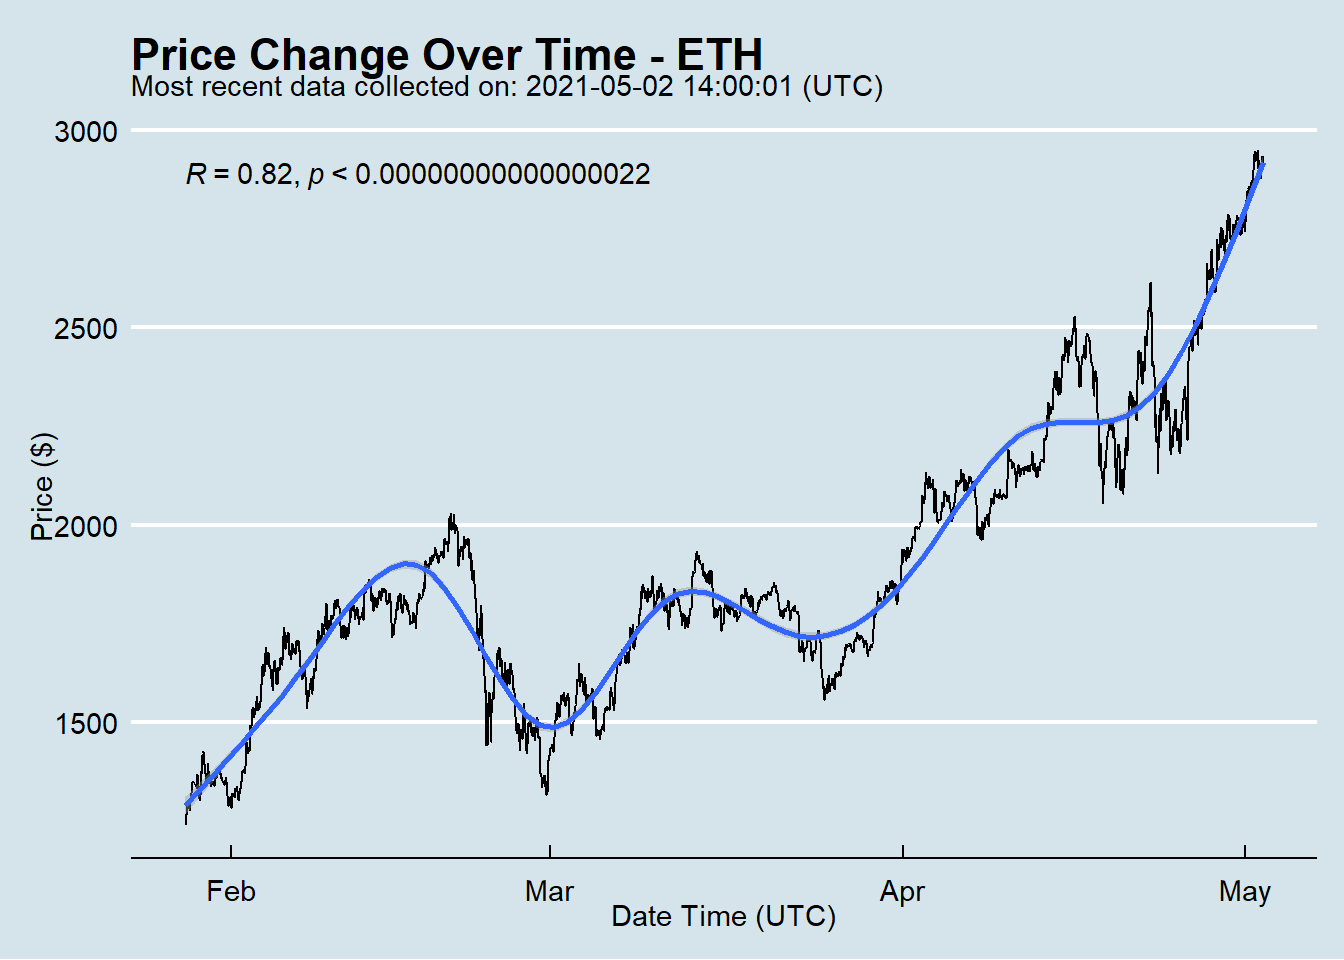 Price Change Over Time - ETH
Most recent data collected on: 2021-05-02 14:00:01 (UTC)
3000
R = 0.82, p < 0.00000000000000022
2500
Price ($)
2000
1500
Feb Mar Apr May
Date Time (UTC)